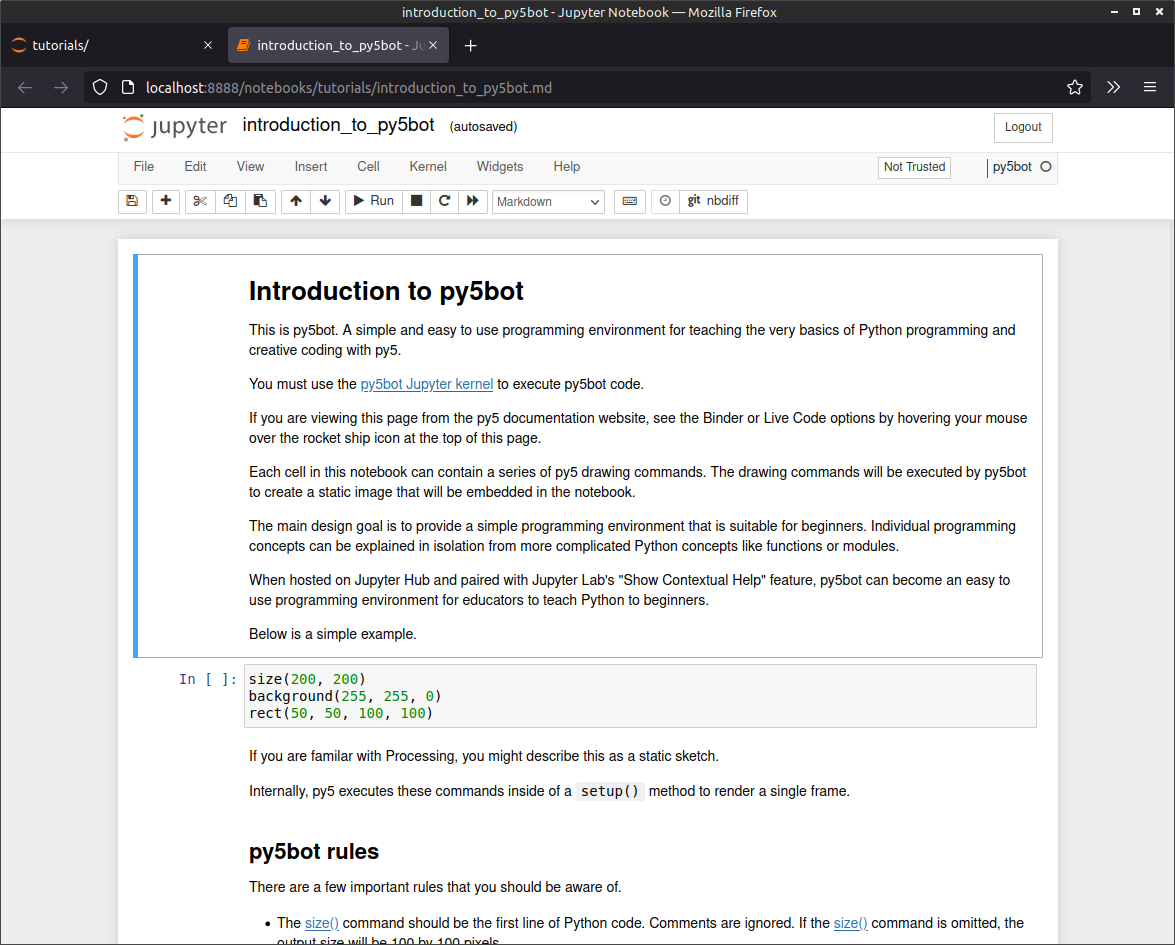 introduction_to_py5bot - Jupyter Notebook — Mozilla Firefox
tutorials/
introduction_to_py5bot - Ju
localhost:8888/notebooks/tutorials/introduction_to_py5bot.md
jupyter introduction_to_py5bot (autosaved)
Logout
File Edit View Insert Cell Kernel Widgets Help
Not Trusted
py5bot
Run
Markdown
git nbdiff
Introduction to py5bot
This is py5bot. A simple and easy to use programming environment for teaching the very basics of Python programming and
creative coding with py5.
You must use the py5bot Jupyter kernel to execute py5bot code.
If you are viewing this page from the py5 documentation website, see the Binder or Live Code options by hovering your mouse
over the rocket ship icon at the top of this page.
Each cell in this notebook can contain a series of py5 drawing commands. The drawing commands will be executed by py5bot
to create a static image that will be embedded in the notebook.
The main design goal is to provide a simple programming environment that is suitable for beginners. Individual programming
concepts can be explained in isolation from more complicated Python concepts like functions or modules.
When hosted on Jupyter Hub and paired with Jupyter Lab's "Show Contextual Help" feature, py5bot can become an easy to
use programming environment for educators to teach Python to beginners.
Below is a simple example.
In [ ]:
size(200, 200)
background(255, 255, 0)
rect(50, 50, 100, 100)
If you are familar with Processing, you might describe this as a static sketch.
Internally, py5 executes these commands inside of a setup() method to render a single frame.
py5bot rules
There are a few important rules that you should be aware of.
• The size() command should be the first line of Python code. Comments are ignored. If the size() command is omitted, the
output size will be 100 by 100 pixels.